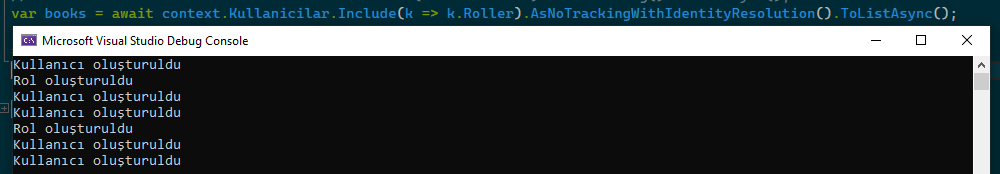 var books = await context.Kullanicilar.Include(k => k.Roller).AsNoTrackingWithIdentityResolution().ToListAsync();
Microsoft Visual Studio Debug Console
Kullanıcı oluşturuldu
Rol oluşturuldu
Kullanıcı oluşturuldu
Kullanıcı oluşturuldu
Rol oluşturuldu
Kullanıcı oluşturuldu
Kullanıcı oluşturuldu